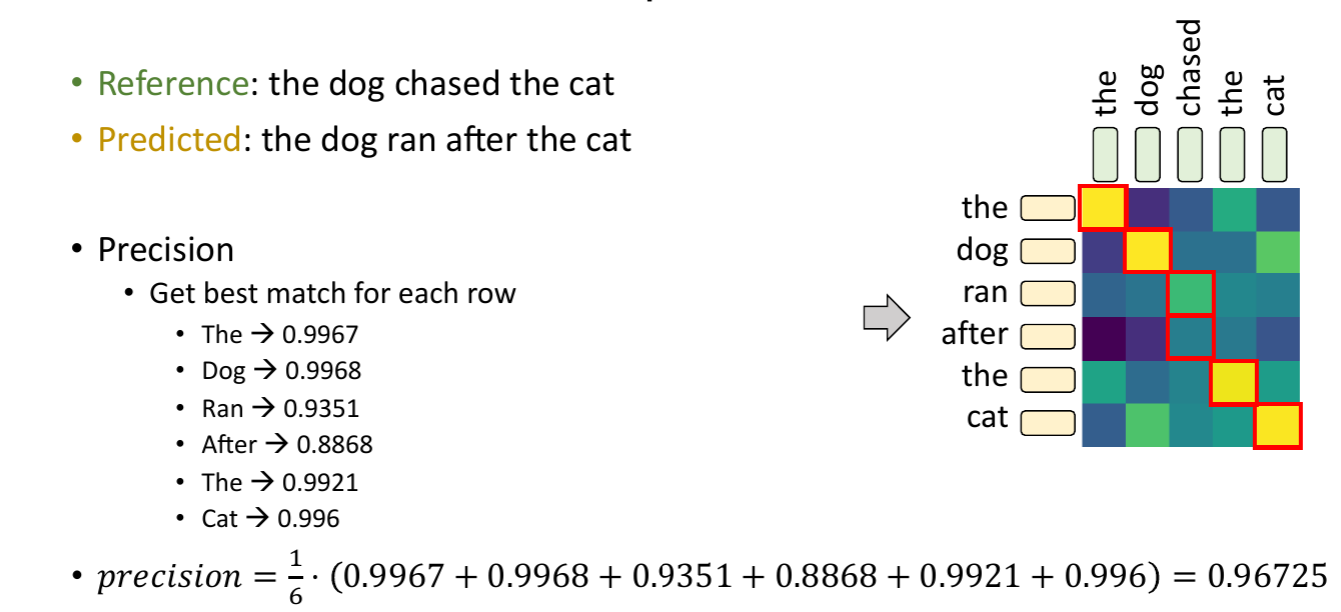 • Reference: the dog chased the cat
• Predicted: the dog ran after the cat
• Precision
• Get best match for each row
• The → 0.9967
• Dog → 0.9968
• Ran → 0.9351
• After → 0.8868
• The → 0.9921
• Cat → 0.996
• precision = 1/6 · (0.9967 + 0.9968 + 0.9351 + 0.8868 + 0.9921 + 0.996) = 0.96725
the dog chased the cat
the
dog
ran
after
the
cat